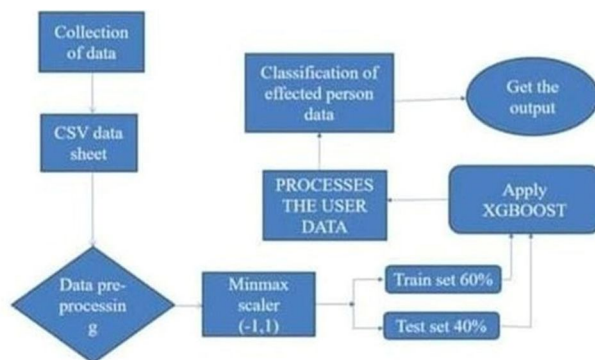 Collection
of data
CSV data
sheet
Data pre-
processin
g
Minmax
scaler
(-1,1)
Train set 60%
Test set 40%
Apply
XGBOOST
PROCESSES
THE USER
DATA
Classification of
effected person
data
Get the
output